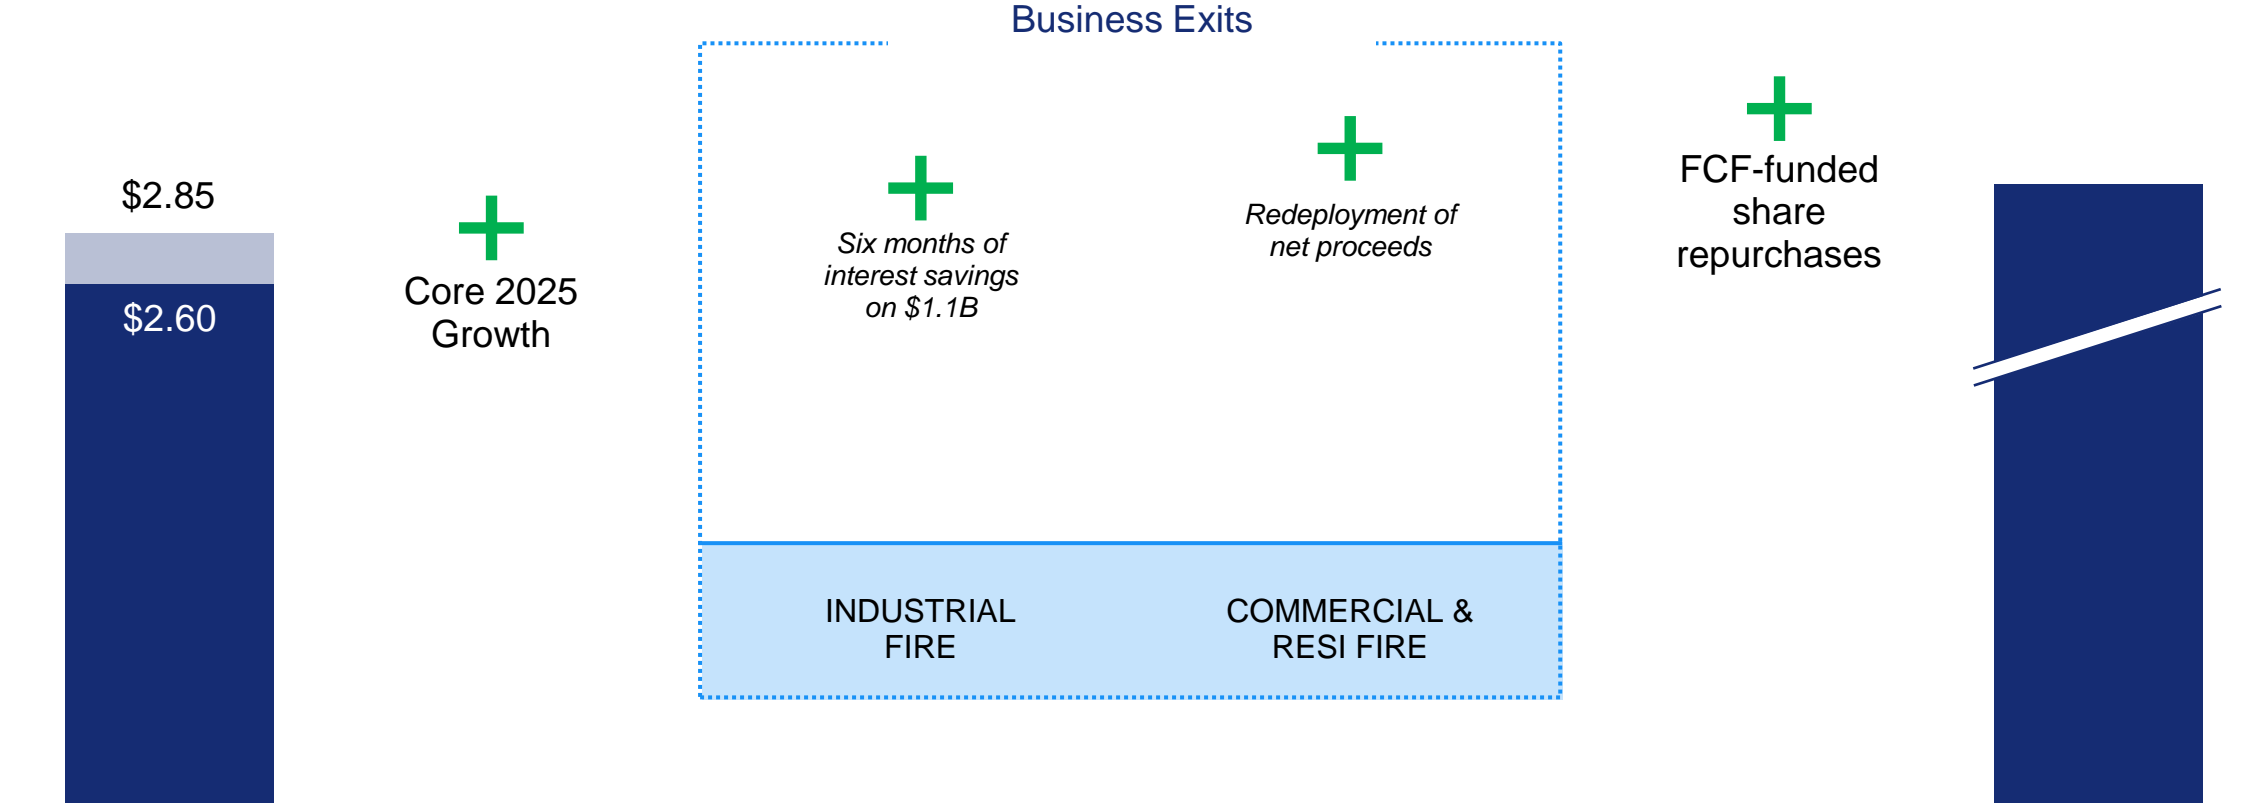 Business Exits
$2.85
$2.60
Core 2025
Growth
Six months of
interest savings
on $1.1B
Redeployment of
net proceeds
FCF-funded
share
repurchases
INDUSTRIAL
FIRE
COMMERCIAL &
RESI FIRE